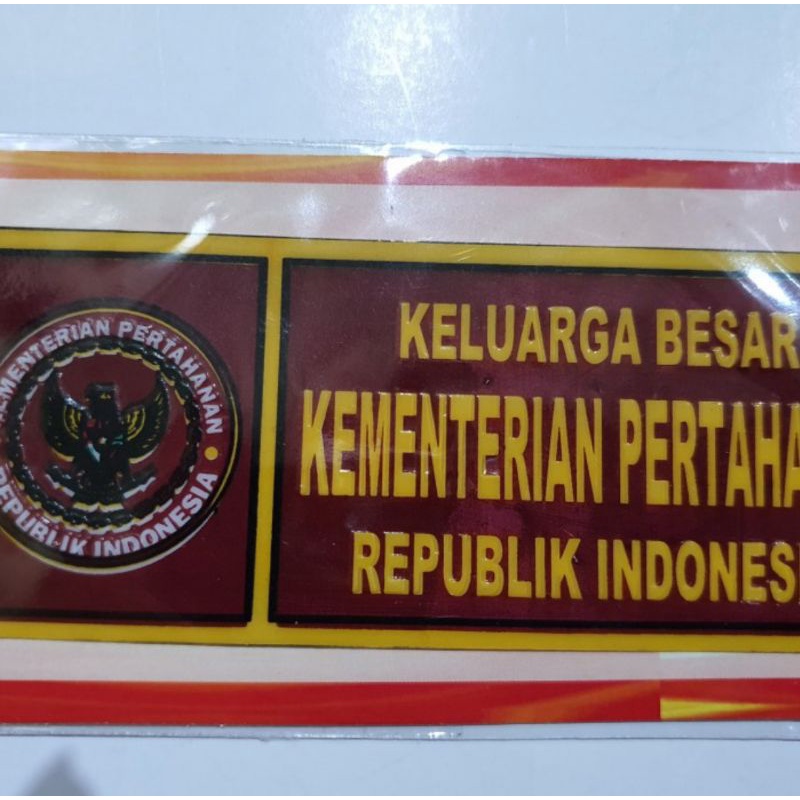 KEMENTERIAN PERTAHANAN
REPUBLIK INDONESIA
KELUARGA BESAR
KEMENTERIAN PERTAHA
REPUBLIK INDONES